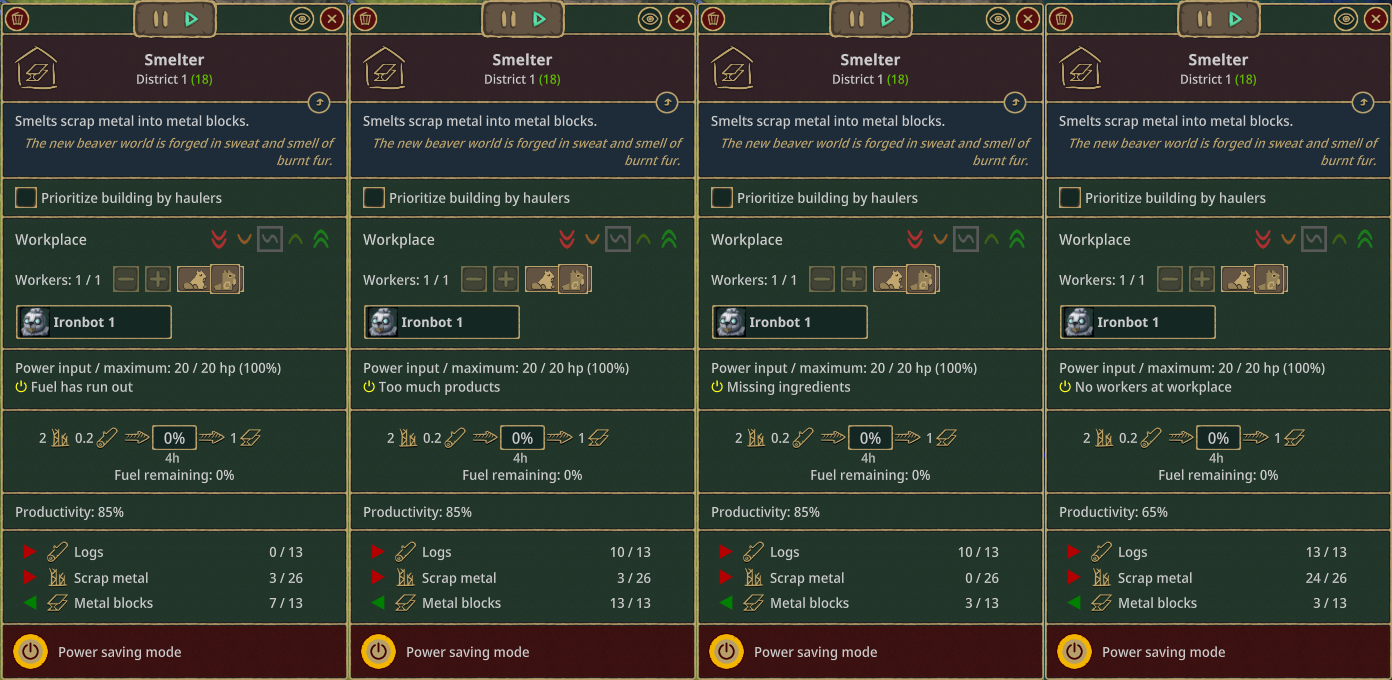 Smelter
District 1 (18)
Smelts scrap metal into metal blocks.
The new beaver world is forged in sweat and smell of
burnt fur.
Prioritize building by haulers
Workplace
Workers: 1 / 1
Ironbot 1
Power input / maximum: 20 / 20 hp (100%)
Fuel has run out
2 0.2 0% 1
4h
Fuel remaining: 0%
Productivity: 85%
Logs 0 / 13
Scrap metal 3 / 26
Metal blocks 7 / 13
Power saving mode
Smelter
District 1 (18)
Smelts scrap metal into metal blocks.
The new beaver world is forged in sweat and smell of
burnt fur.
Prioritize building by haulers
Workplace
Workers: 1 / 1
Ironbot 1
Power input / maximum: 20 / 20 hp (100%)
Too much products
2 0.2 0% 1
4h
Fuel remaining: 0%
Productivity: 85%
Logs 10 / 13
Scrap metal 3 / 26
Metal blocks 13 / 13
Power saving mode
Smelter
District 1 (18)
Smelts scrap metal into metal blocks.
The new beaver world is forged in sweat and smell of
burnt fur.
Prioritize building by haulers
Workplace
Workers: 1 / 1
Ironbot 1
Power input / maximum: 20 / 20 hp (100%)
Missing ingredients
2 0.2 0% 1
4h
Fuel remaining: 0%
Productivity: 85%
Logs 10 / 13
Scrap metal 0 / 26
Metal blocks 3 / 13
Power saving mode
Smelter
District 1 (18)
Smelts scrap metal into metal blocks.
The new beaver world is forged in sweat and smell of
burnt fur.
Prioritize building by haulers
Workplace
Workers: 1 / 1
Ironbot 1
Power input / maximum: 20 / 20 hp (100%)
No workers at workplace
2 0.2 0% 1
4h
Fuel remaining: 0%
Productivity: 65%
Logs 13 / 13
Scrap metal 24 / 26
Metal blocks 3 / 13
Power saving mode